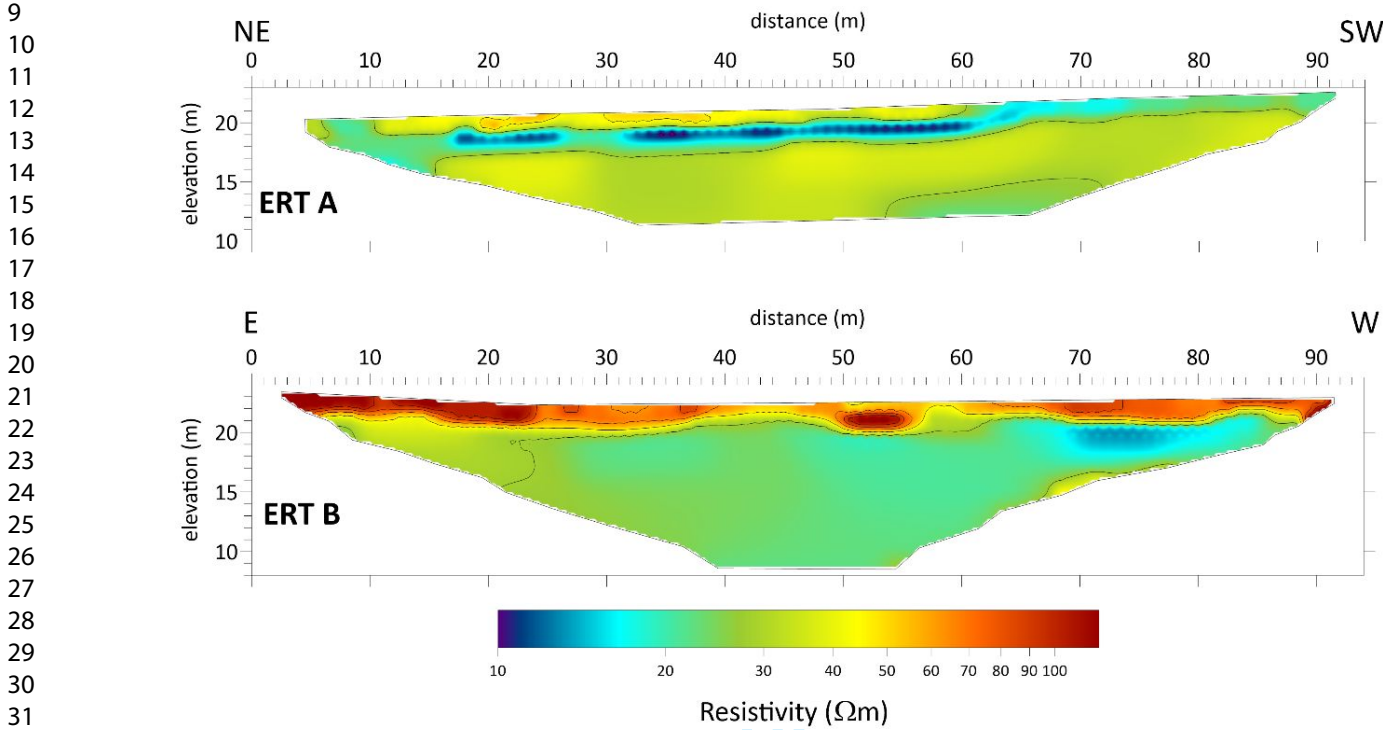 9
10
11
12
13
14
15
16
17
18
19
20
21
22
23
24
25
26
27
28
29
30
31
distance (m)
NE SW
0 10 20 30 40 50 60 70 80 90
elevation (m)
20
15
10
ERT A
distance (m)
E W
0 10 20 30 40 50 60 70 80 90
elevation (m)
20
15
10
ERT B
10 20 30 40 50 60 70 80 90 100
Resistivity (Ωm)